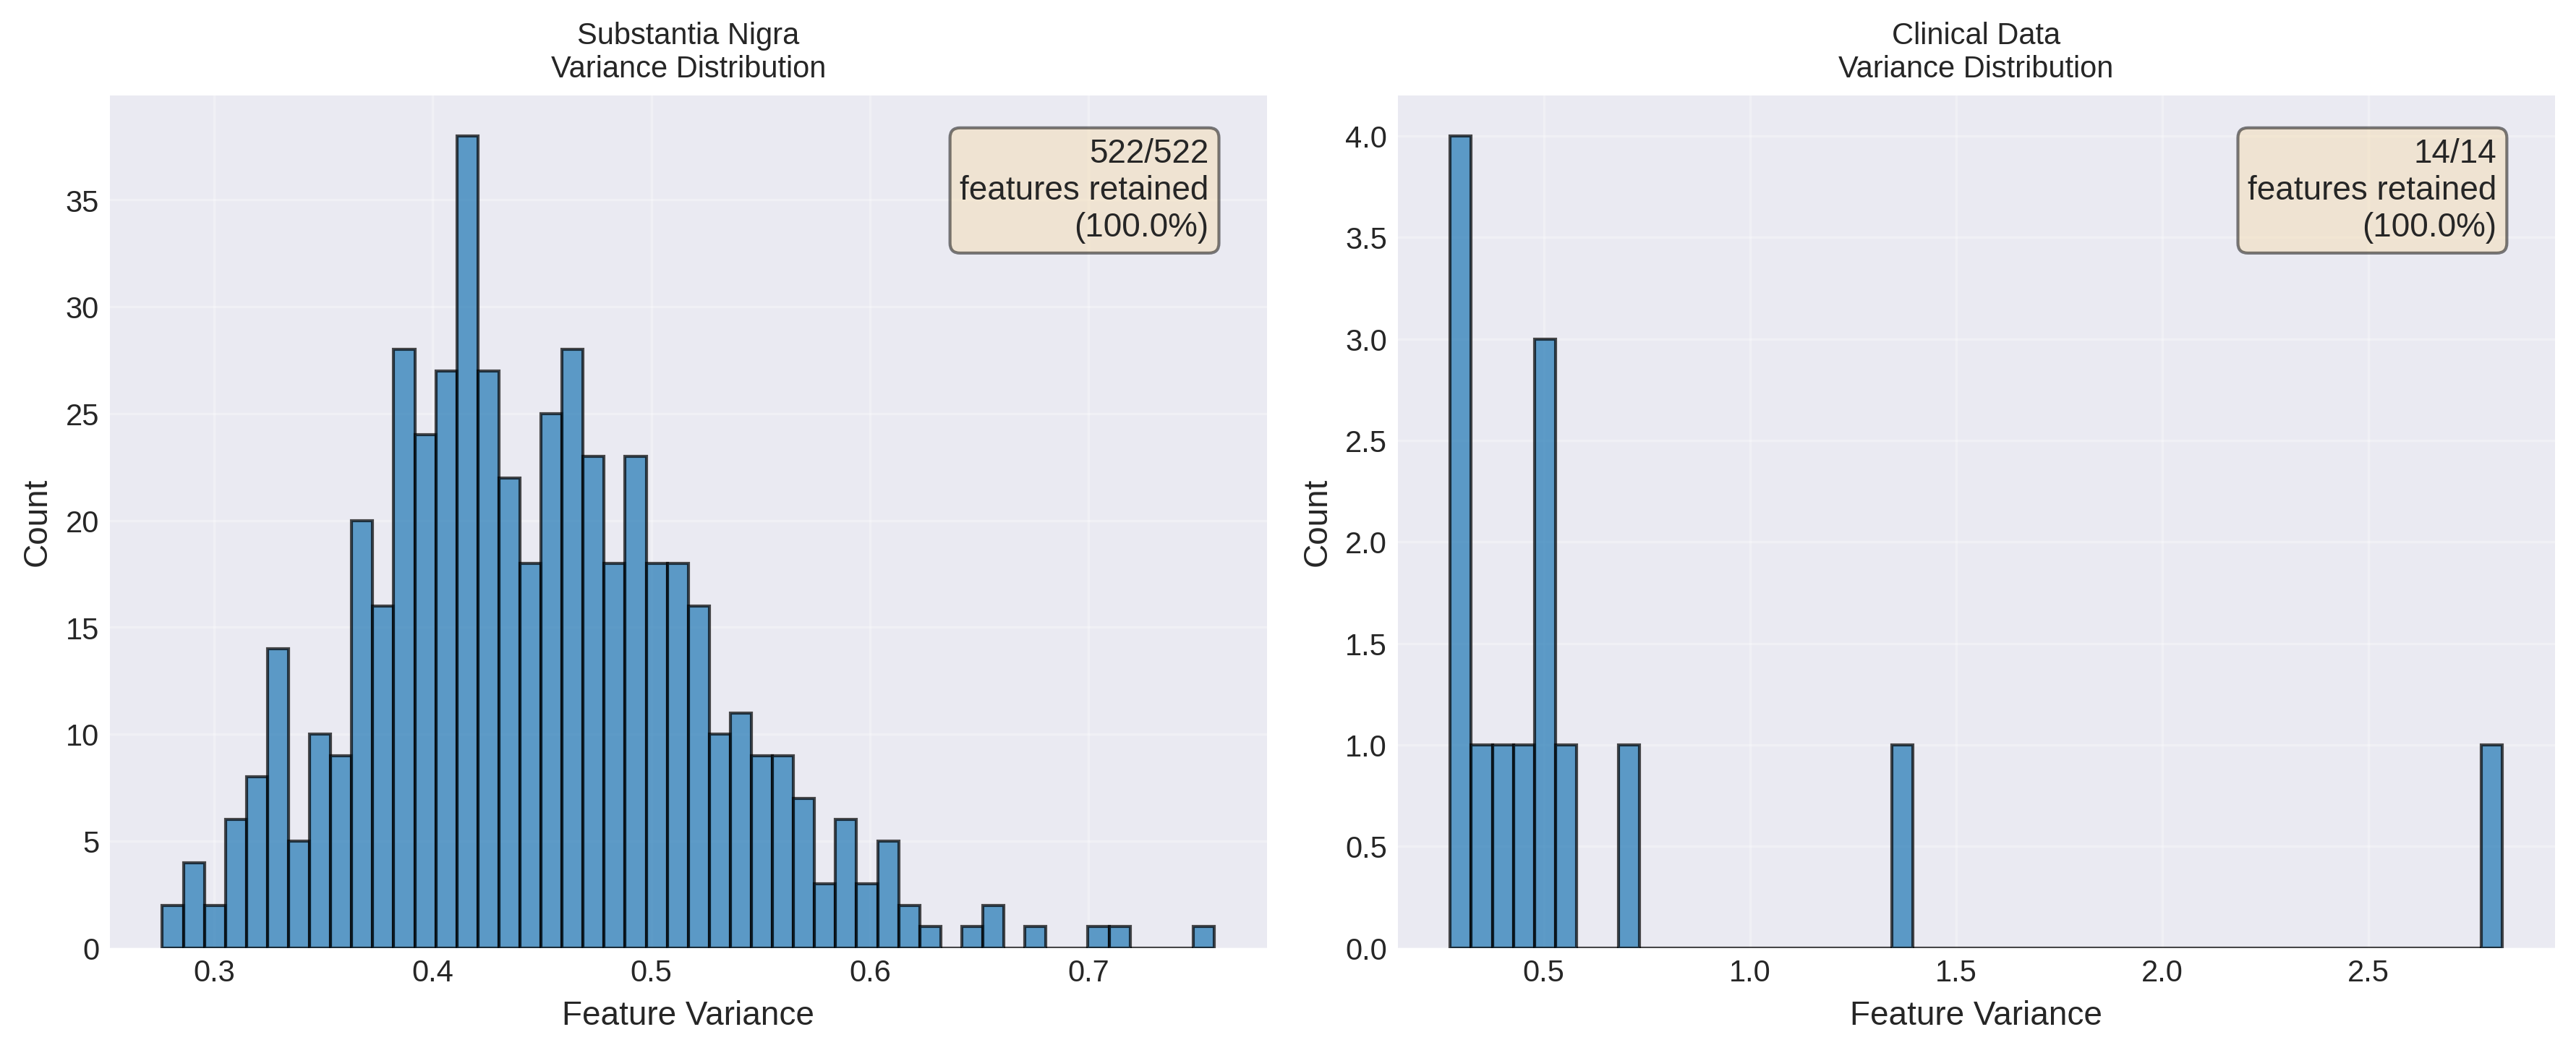 Substantia Nigra
Variance Distribution
522/522
features retained
(100.0%)
Count
35
30
25
20
15
10
5
0
0.3 0.4 0.5 0.6 0.7
Feature Variance
Clinical Data
Variance Distribution
14/14
features retained
(100.0%)
Count
4.0
3.5
3.0
2.5
2.0
1.5
1.0
0.5
0.0
0.5 1.0 1.5 2.0 2.5
Feature Variance